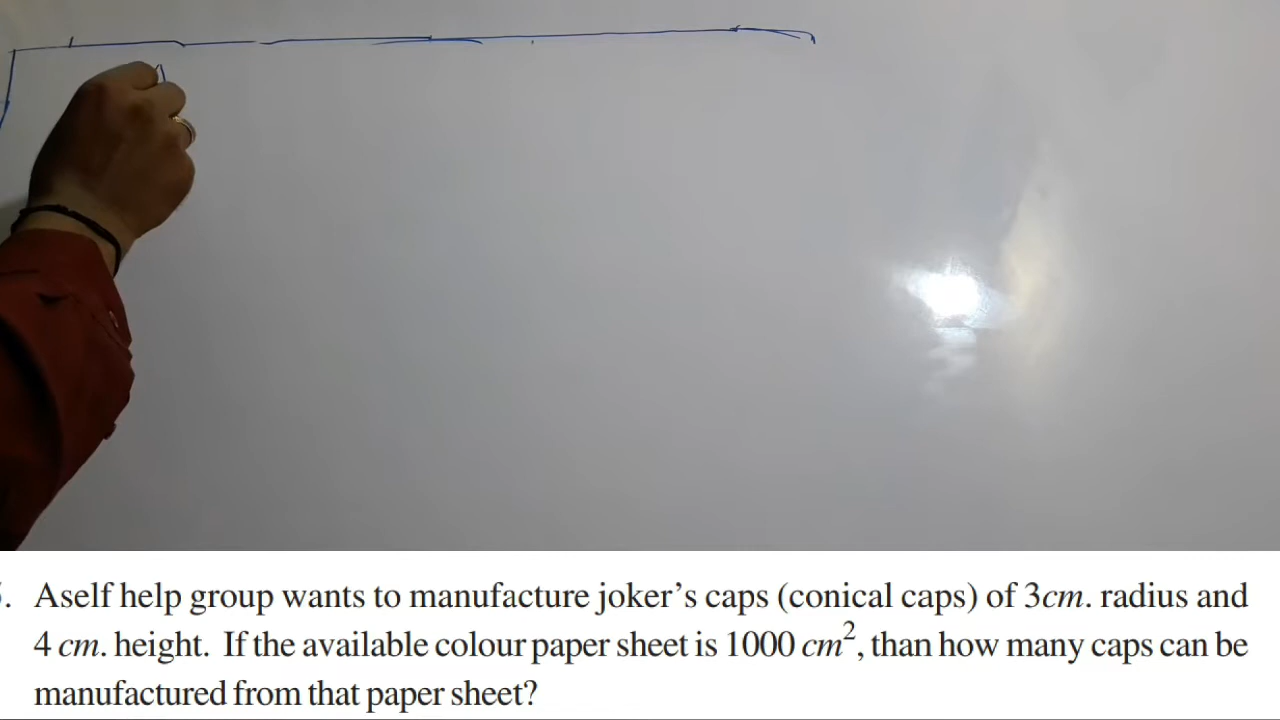 . Aself help group wants to manufacture joker’s caps (conical caps) of 3cm. radius and
4 cm. height. If the available colour paper sheet is 1000 cm², than how many caps can be
manufactured from that paper sheet?